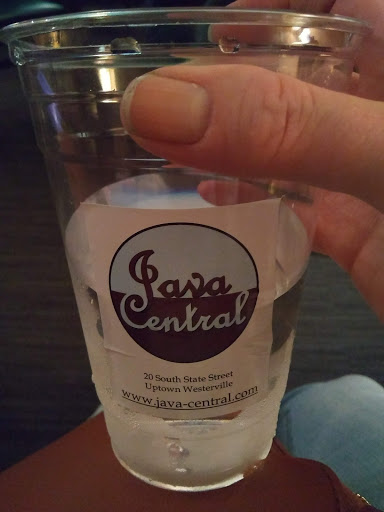 Java
Central
20 South State Street
Uptown Westerville
www.java-central.com